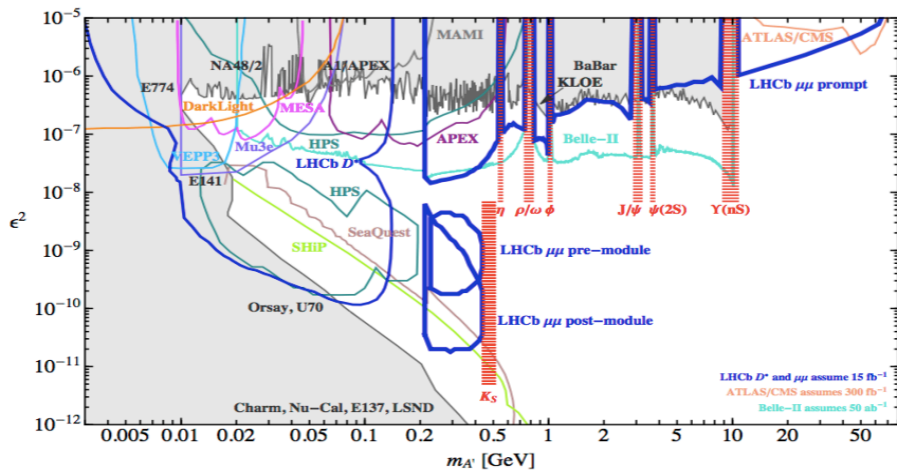 10⁻⁵
10⁻⁶
10⁻⁷
10⁻⁸
10⁻⁹
10⁻¹⁰
10⁻¹¹
10⁻¹²
ϵ²
NA48/2
A1/APEX
MAMI
BaBar
KLOE
ATLAS/CMS
LHCb μμ prompt
E774
DarkLight
MESA
APEX
Belle−II
HPS
Mu3e
VEPP3
LHCb D*
E141
HPS
SeaQuest
SHiP
η
ρ/ω
ϕ
J/ψ
ψ(2S)
Υ(nS)
LHCb μμ pre−module
LHCb μμ post−module
Orsay, U70
K_S
Charm, Nu−Cal, E137, LSND
LHCb D* and μμ assume 15 fb⁻¹
ATLAS/CMS assumes 300 fb⁻¹
Belle−II assumes 50 ab⁻¹
0.005 0.01 0.02 0.05 0.1 0.2 0.5 1 2 5 10 20 50
m_A' [GeV]